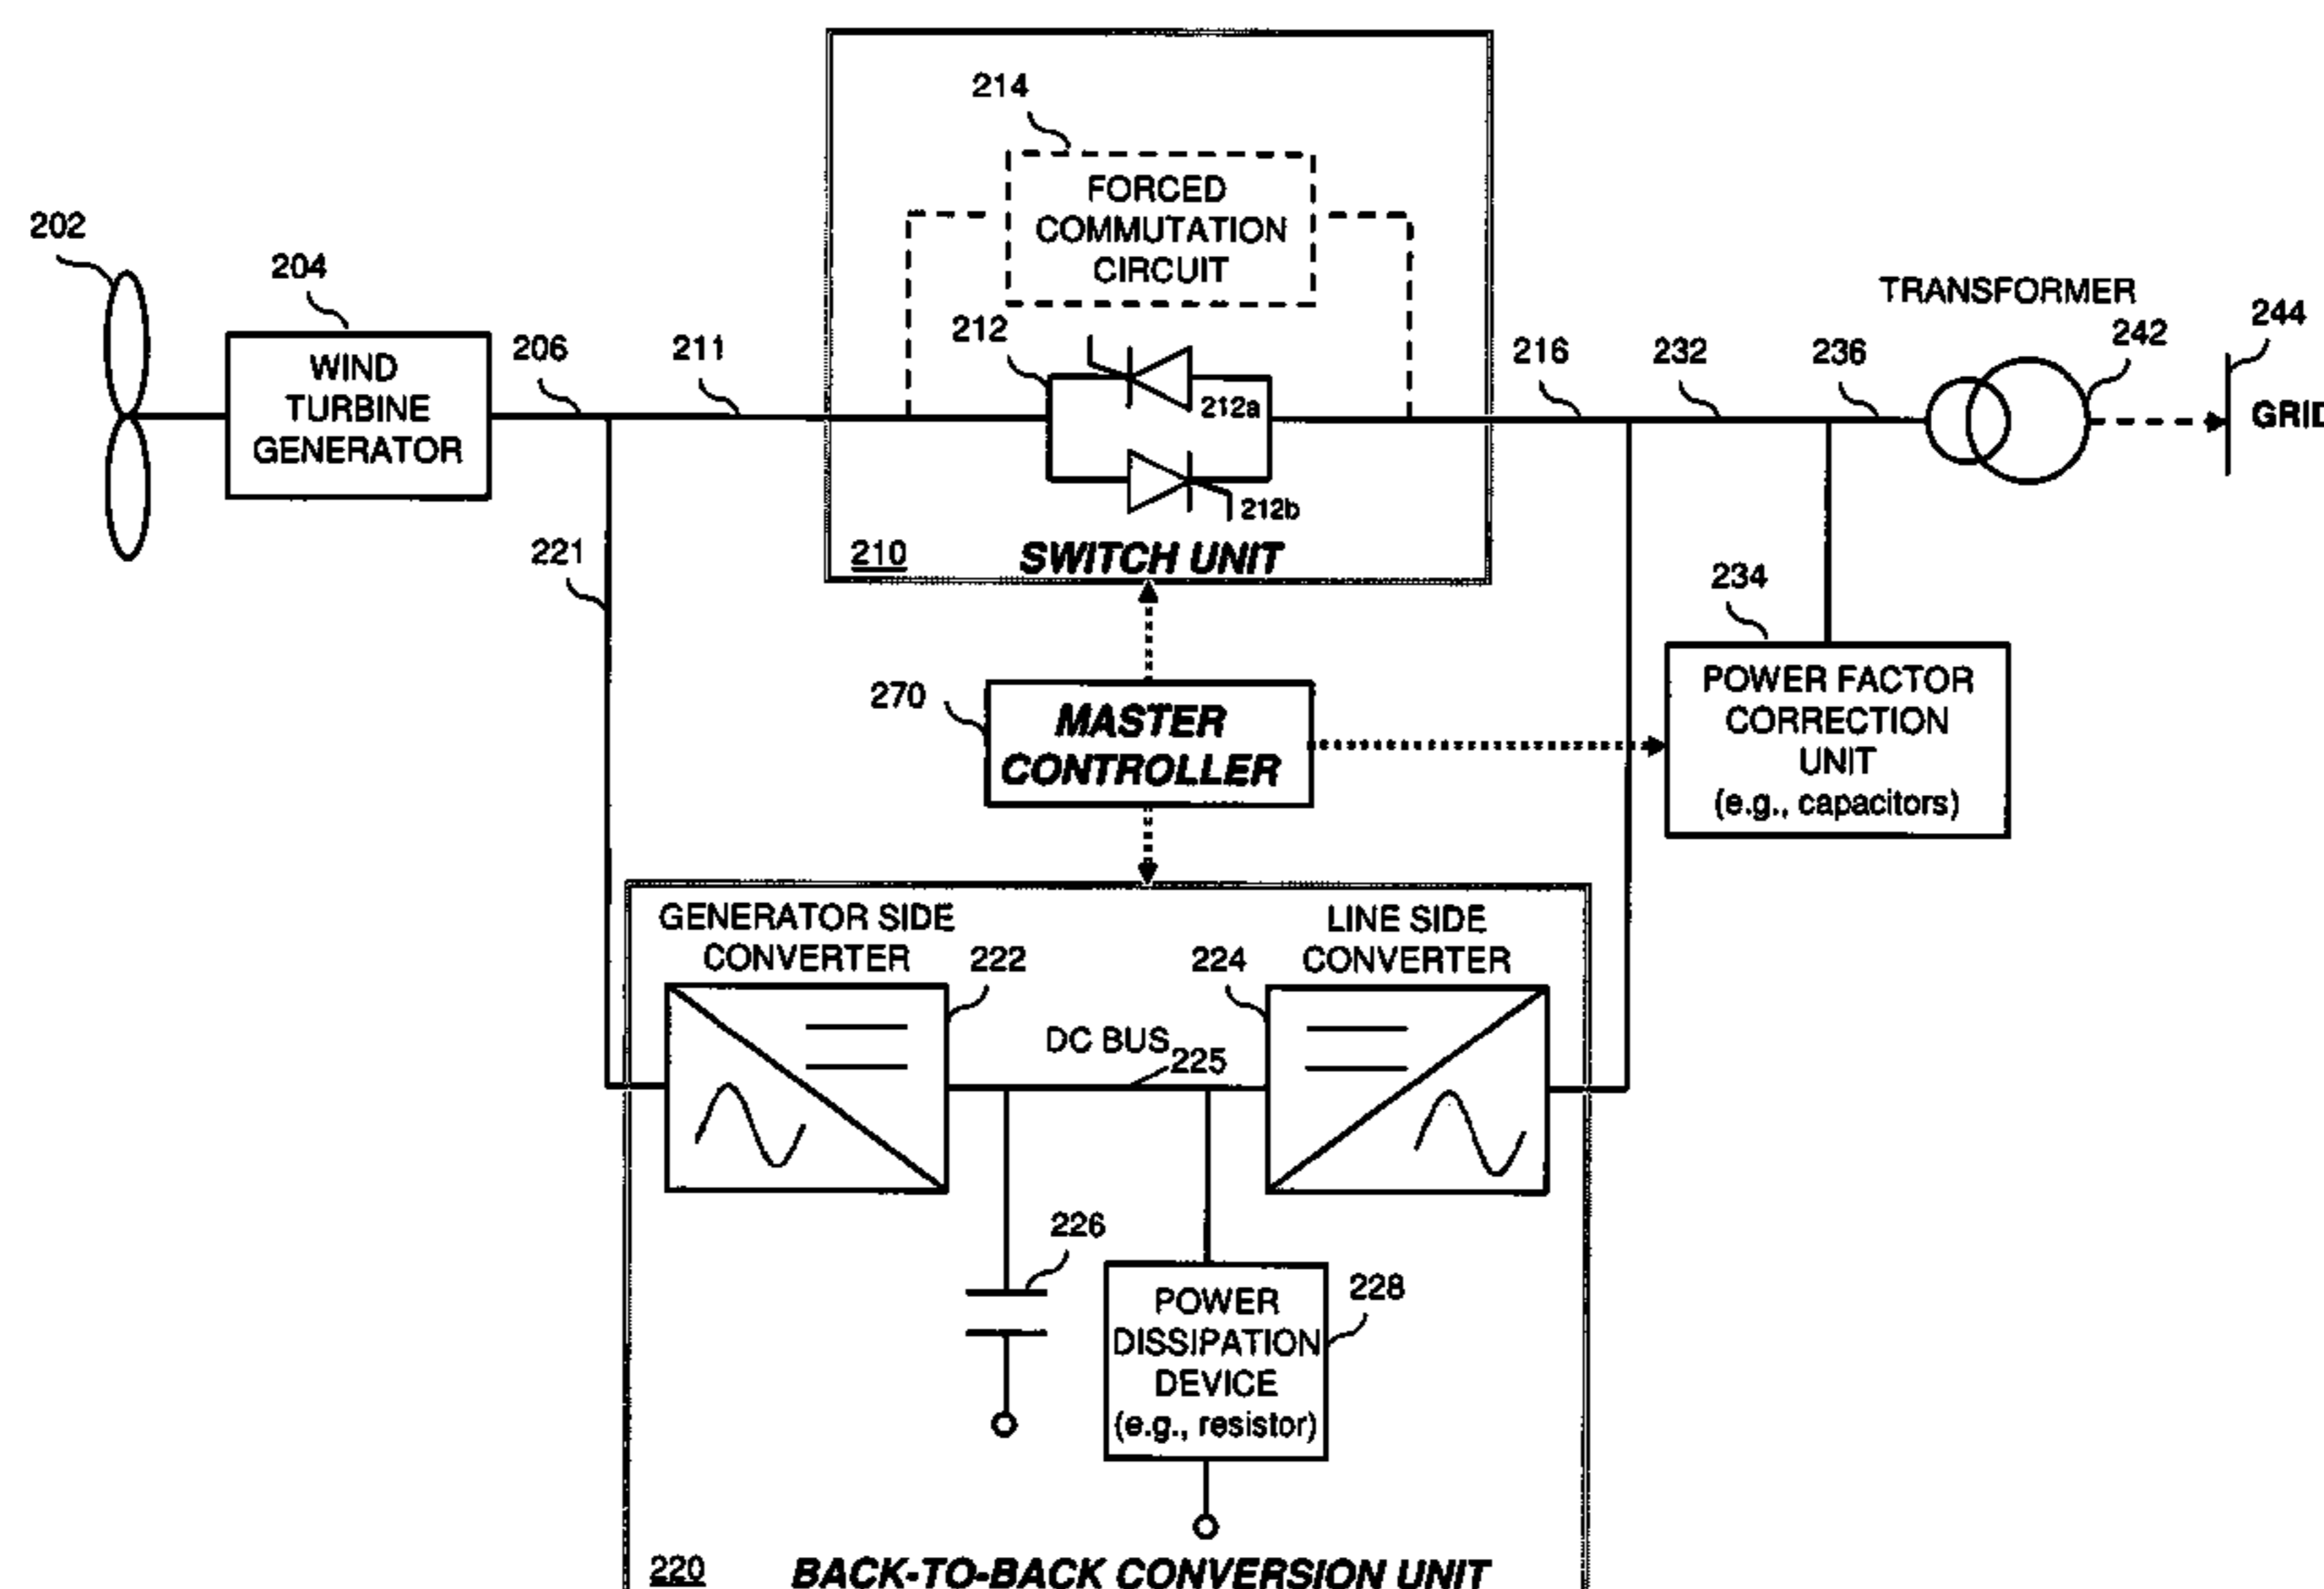 214
FORCED
COMMUTATION
CIRCUIT
202
204
WIND
TURBINE
GENERATOR
206
211
212
212a
212b
210
SWITCH UNIT
216
232
236
TRANSFORMER
242
244
GRID
221
234
POWER FACTOR
CORRECTION
UNIT
(e.g., capacitors)
270
MASTER
CONTROLLER
GENERATOR SIDE
CONVERTER
222
224
LINE SIDE
CONVERTER
DC BUS
225
226
228
POWER
DISSIPATION
DEVICE
(e.g., resistor)
220
BACK-TO-BACK CONVERSION UNIT